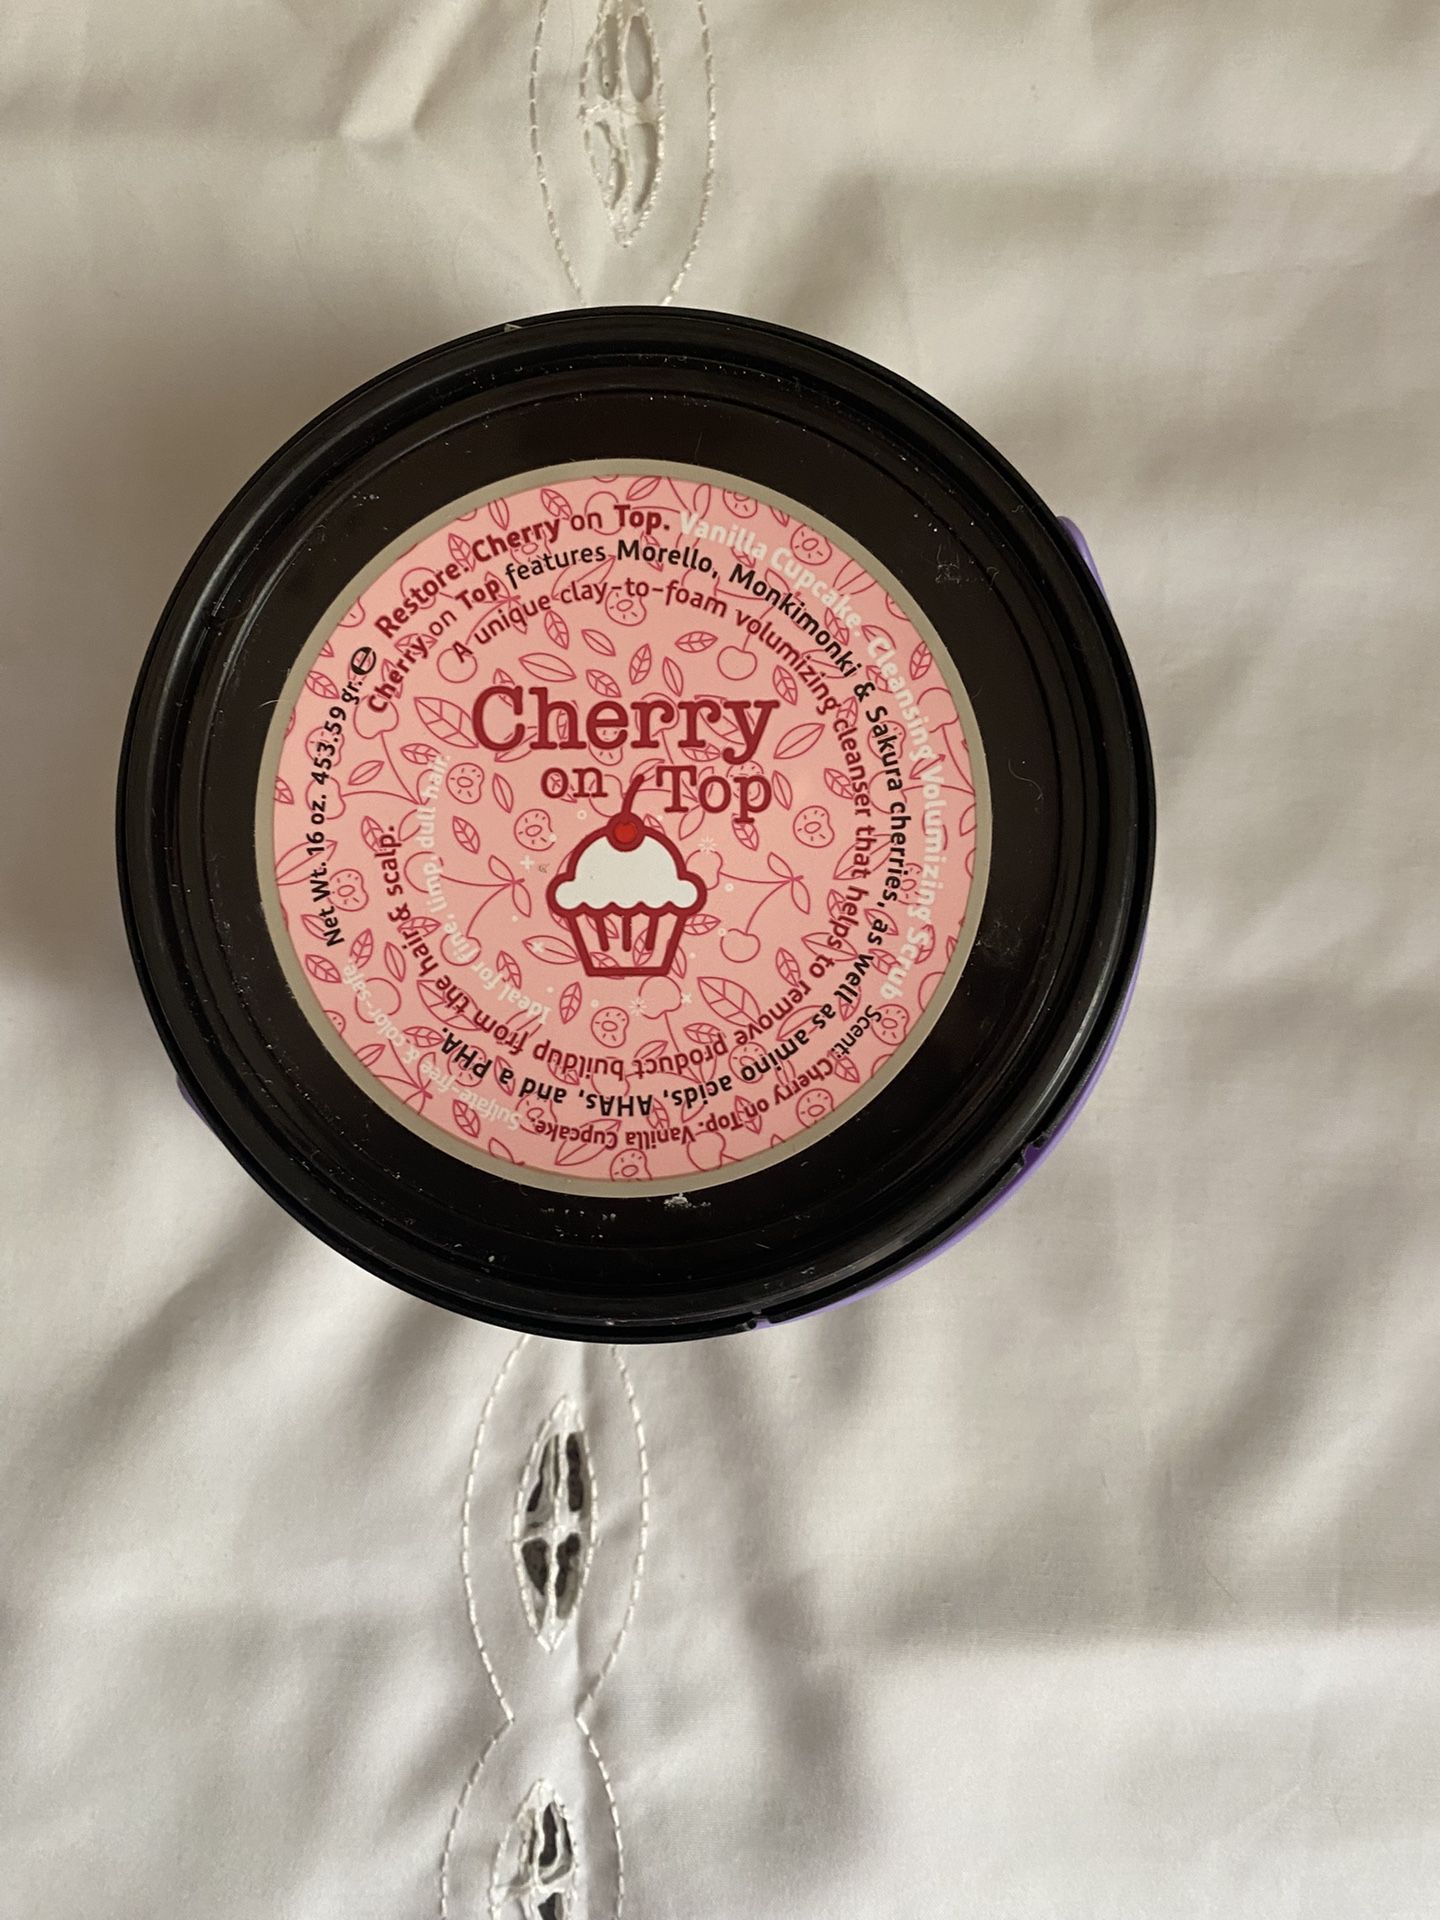 Net Wt. 16 oz. 453.59 gr. ℮ Restore. Cherry on Top. Vanilla Cupcake. Cleansing Volumizing Scrub
Scent: Cherry on Top. Vanilla Cupcake. Sulfate-free & color-safe
Cherry on Top features Morello, Monkimonki & Sakura cherries, as well as amino acids, AHAs, and a PHA.
A unique clay-to-foam volumizing cleanser that helps to remove product buildup from the hair & scalp.
Ideal for fine, limp, dull hair.
Cherry
on Top